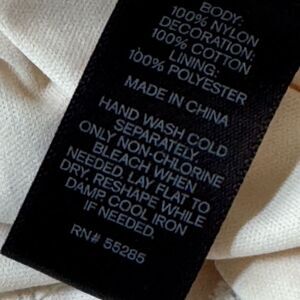 BODY:
100% NYLON
DECORATION:
100% COTTON
LINING:
100% POLYESTER
MADE IN CHINA
HAND WASH COLD
SEPARATELY.
ONLY NON-CHLORINE
BLEACH WHEN
NEEDED. LAY FLAT TO
DRY. RESHAPE WHILE
DAMP. COOL IRON
IF NEEDED.
RN# 55285